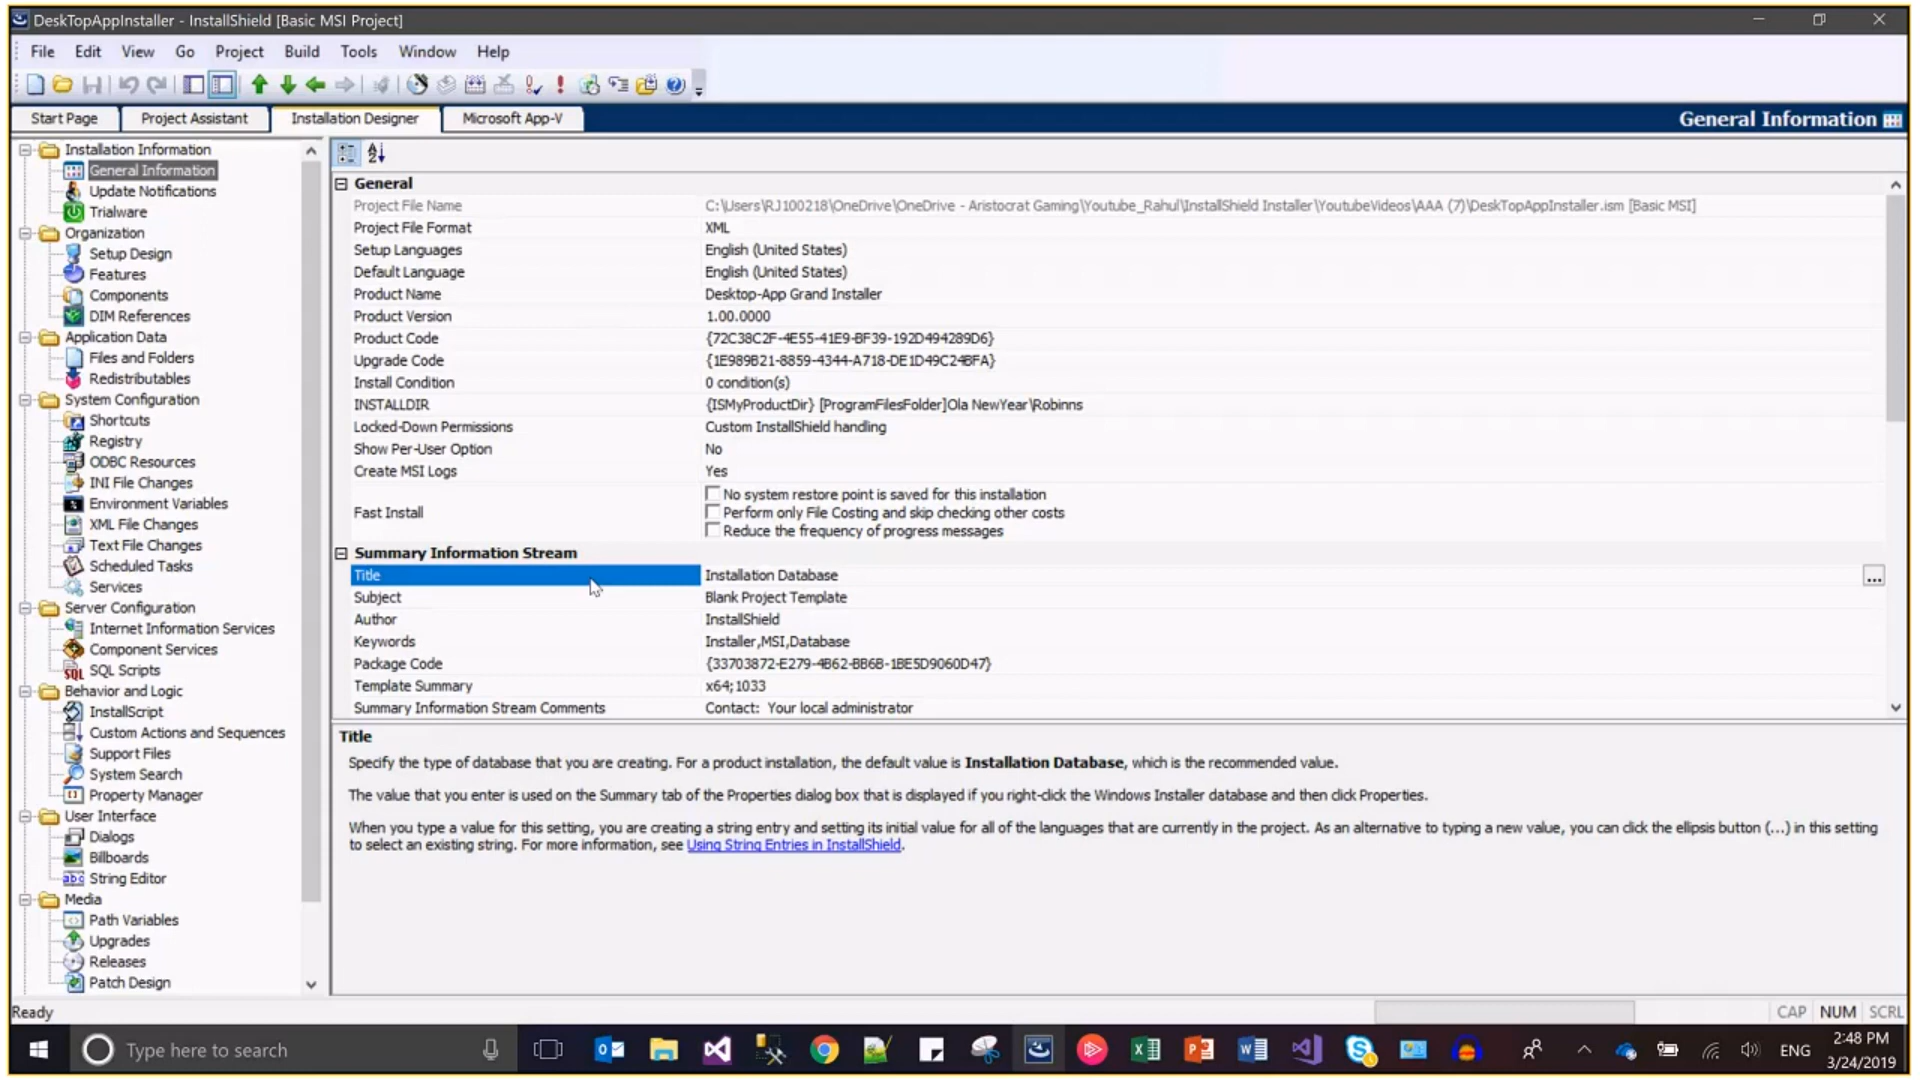 DeskTopAppInstaller - InstallShield [Basic MSI Project]
File Edit View Go Project Build Tools Window Help
Start Page Project Assistant Installation Designer Microsoft App-V General Information
Installation Information
General Information
Update Notifications
Trialware
Organization
Setup Design
Features
Components
DIM References
Application Data
Files and Folders
Redistributables
System Configuration
Shortcuts
Registry
ODBC Resources
INI File Changes
Environment Variables
XML File Changes
Text File Changes
Scheduled Tasks
Services
Server Configuration
Internet Information Services
Component Services
SQL Scripts
Behavior and Logic
InstallScript
Custom Actions and Sequences
Support Files
System Search
Property Manager
User Interface
Dialogs
Billboards
String Editor
Media
Path Variables
Upgrades
Releases
Patch Design
General
Project File Name C:\Users\RJ100218\OneDrive\OneDrive - Aristocrat Gaming\Youtube_Rahul\InstallShield Installer\YoutubeVideos\AAA (7)\DeskTopAppInstaller.ism [Basic MSI]
Project File Format XML
Setup Languages English (United States)
Default Language English (United States)
Product Name Desktop-App Grand Installer
Product Version 1.00.0000
Product Code {72C38C2F-4E55-41E9-BF39-192D494289D6}
Upgrade Code {1E989B21-8859-4344-A718-DE1D49C24BFA}
Install Condition 0 condition(s)
INSTALLDIR {ISMyProductDir} [ProgramFilesFolder]Ola NewYear\Robinns
Locked-Down Permissions Custom InstallShield handling
Show Per-User Option No
Create MSI Logs Yes
Fast Install
No system restore point is saved for this installation
Perform only File Costing and skip checking other costs
Reduce the frequency of progress messages
Summary Information Stream
Title Installation Database ...
Subject Blank Project Template
Author InstallShield
Keywords Installer,MSI,Database
Package Code {33703872-E279-4B62-BB6B-1BE5D9060D47}
Template Summary x64;1033
Summary Information Stream Comments Contact: Your local administrator
Title
Specify the type of database that you are creating. For a product installation, the default value is Installation Database, which is the recommended value.
The value that you enter is used on the Summary tab of the Properties dialog box that is displayed if you right-click the Windows Installer database and then click Properties.
When you type a value for this setting, you are creating a string entry and setting its initial value for all of the languages that are currently in the project. As an alternative to typing a new value, you can click the ellipsis button (...) in this setting
to select an existing string. For more information, see Using String Entries in InstallShield.
Ready CAP NUM SCRL
Type here to search ENG 2:48 PM
3/24/2019